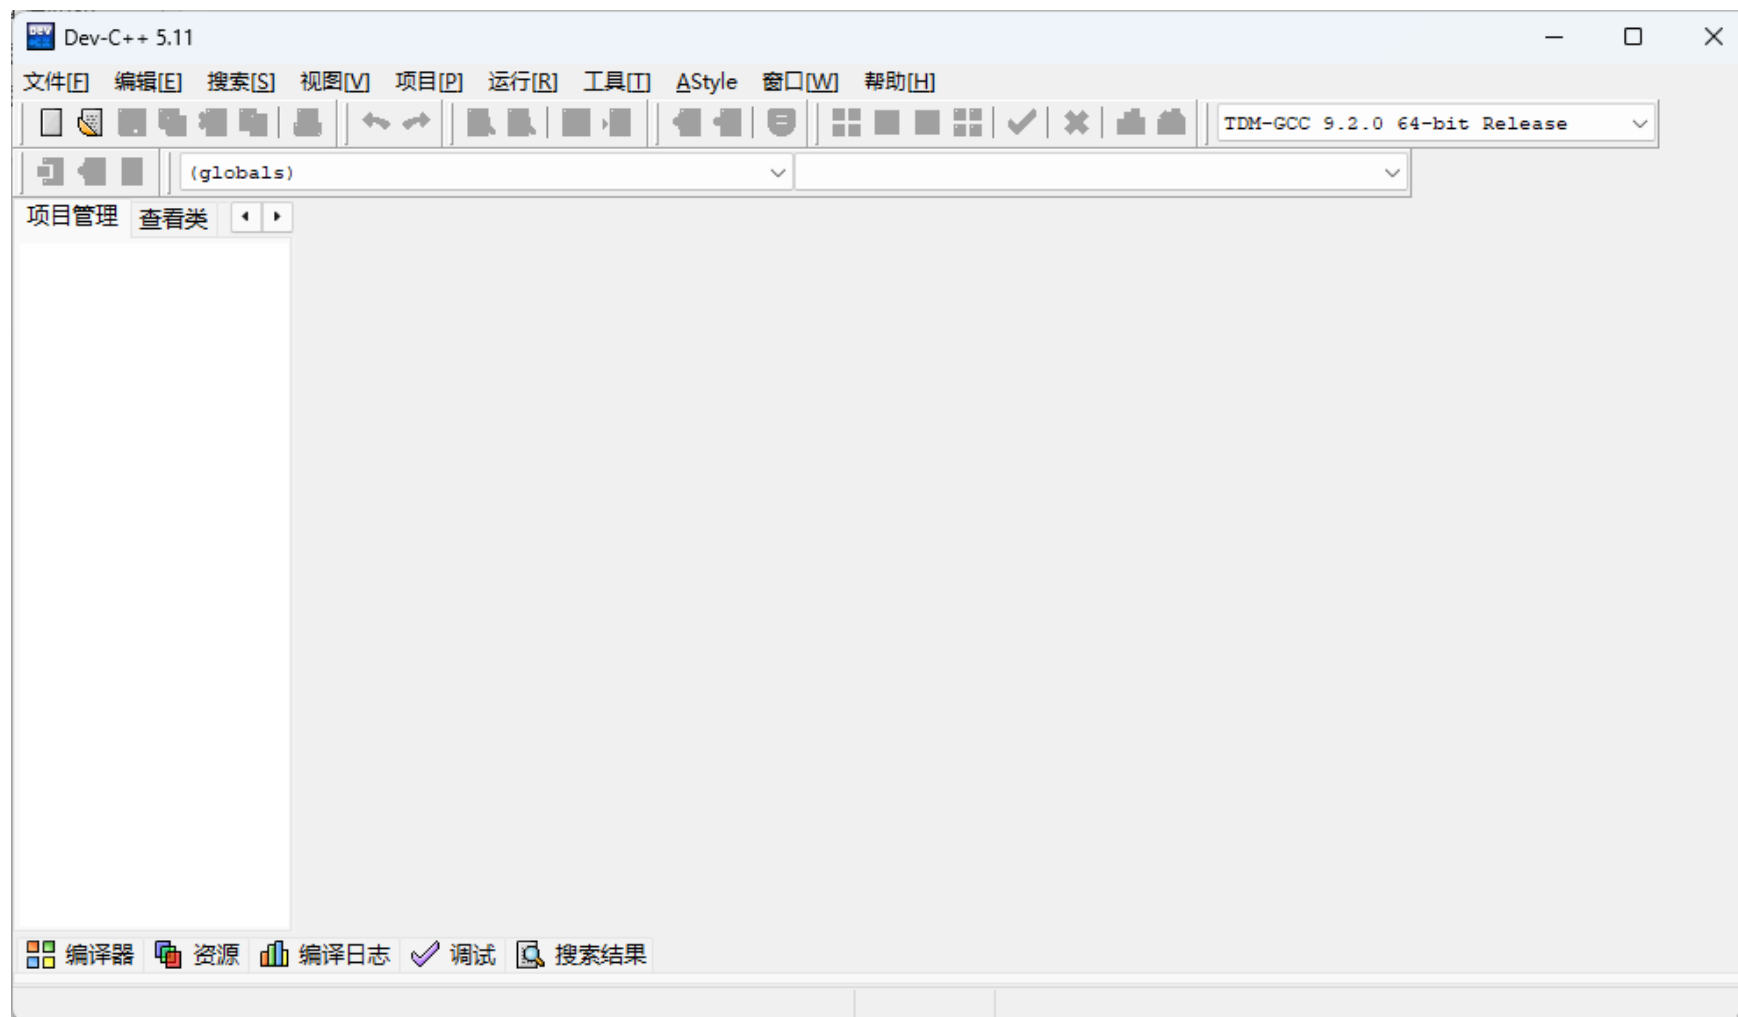 Dev-C++ 5.11
文件[F] 编辑[E] 搜索[S] 视图[V] 项目[P] 运行[R] 工具[T] AStyle 窗口[W] 帮助[H]
TDM-GCC 9.2.0 64-bit Release
(globals)
项目管理 查看类
编译器 资源 编译日志 调试 搜索结果